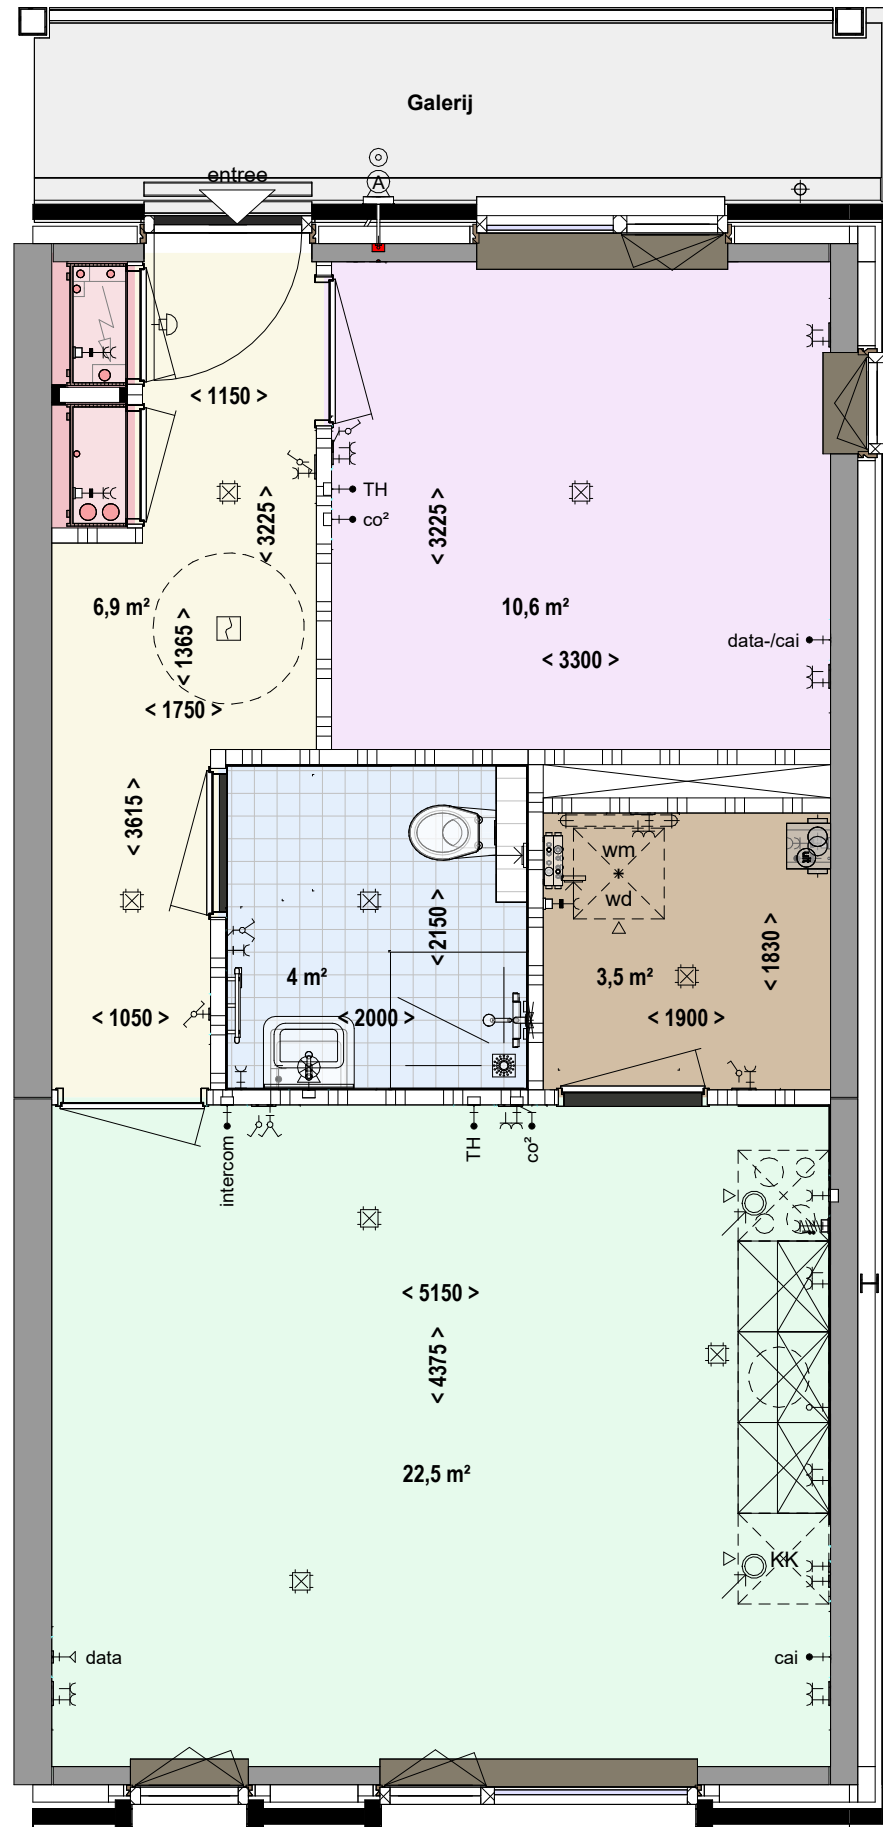 Galerij
entree
A
< 1150 >
TH
co²
< 3225 >
< 3225 >
6,9 m²
10,6 m²
< 1365 >
data-/cai
< 3300 >
< 1750 >
< 3615 >
wm
wd
< 2150 >
< 1830 >
4 m²
3,5 m²
< 1050 >
< 2000 >
< 1900 >
intercom
TH
co²
< 5150 >
< 4375 >
22,5 m²
KK
data
cai